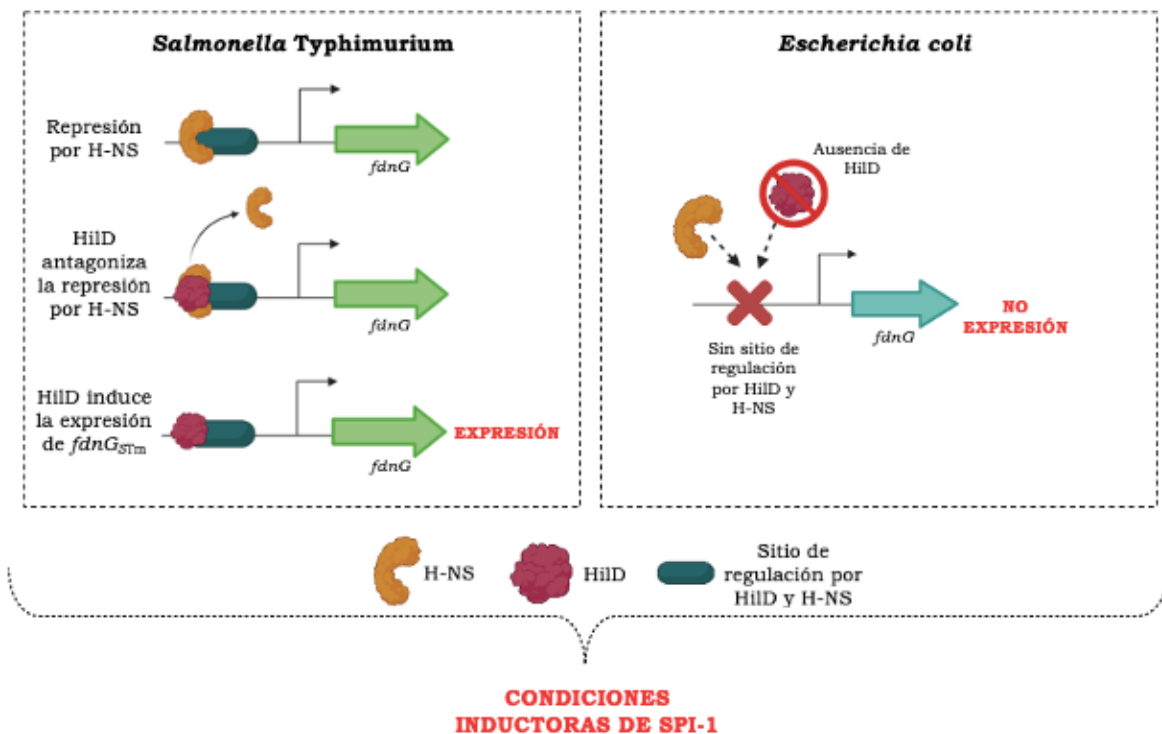 Salmonella Typhimurium
Represión
por H-NS
fdnG
HilD
antagoniza
la represión
por H-NS
fdnG
HilD induce
la expresión
de fdnG_STm
EXPRESIÓN
fdnG
Escherichia coli
Ausencia de
HilD
fdnG
NO
EXPRESIÓN
Sin sitio de
regulación
por HilD y
H-NS
H-NS
HilD
Sitio de
regulación por
HilD y H-NS
CONDICIONES
INDUCTORAS DE SPI-1